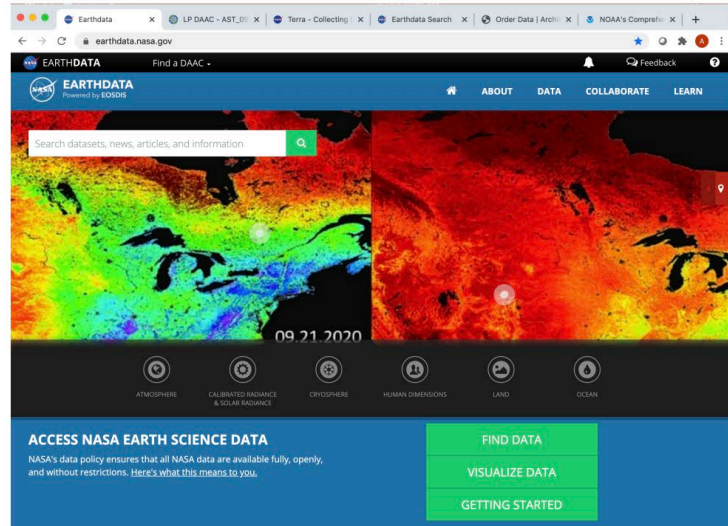 Earthdata
LP DAAC - AST_09
Terra - Collecting
Earthdata Search
Order Data | Archi
NOAA's Comprehe
earthdata.nasa.gov
A
NASA
EARTHDATA
Find a DAAC
Feedback
NASA
EARTHDATA
Powered by EOSDIS
ABOUT
DATA
COLLABORATE
LEARN
Search datasets, news, articles, and information
09.21.2020
ATMOSPHERE
CALIBRATED RADIANCE
& SOLAR RADIANCE
CRYOSPHERE
HUMAN DIMENSIONS
LAND
OCEAN
ACCESS NASA EARTH SCIENCE DATA
NASA's data policy ensures that all NASA data are available fully, openly,
and without restrictions. Here's what this means to you.
FIND DATA
VISUALIZE DATA
GETTING STARTED